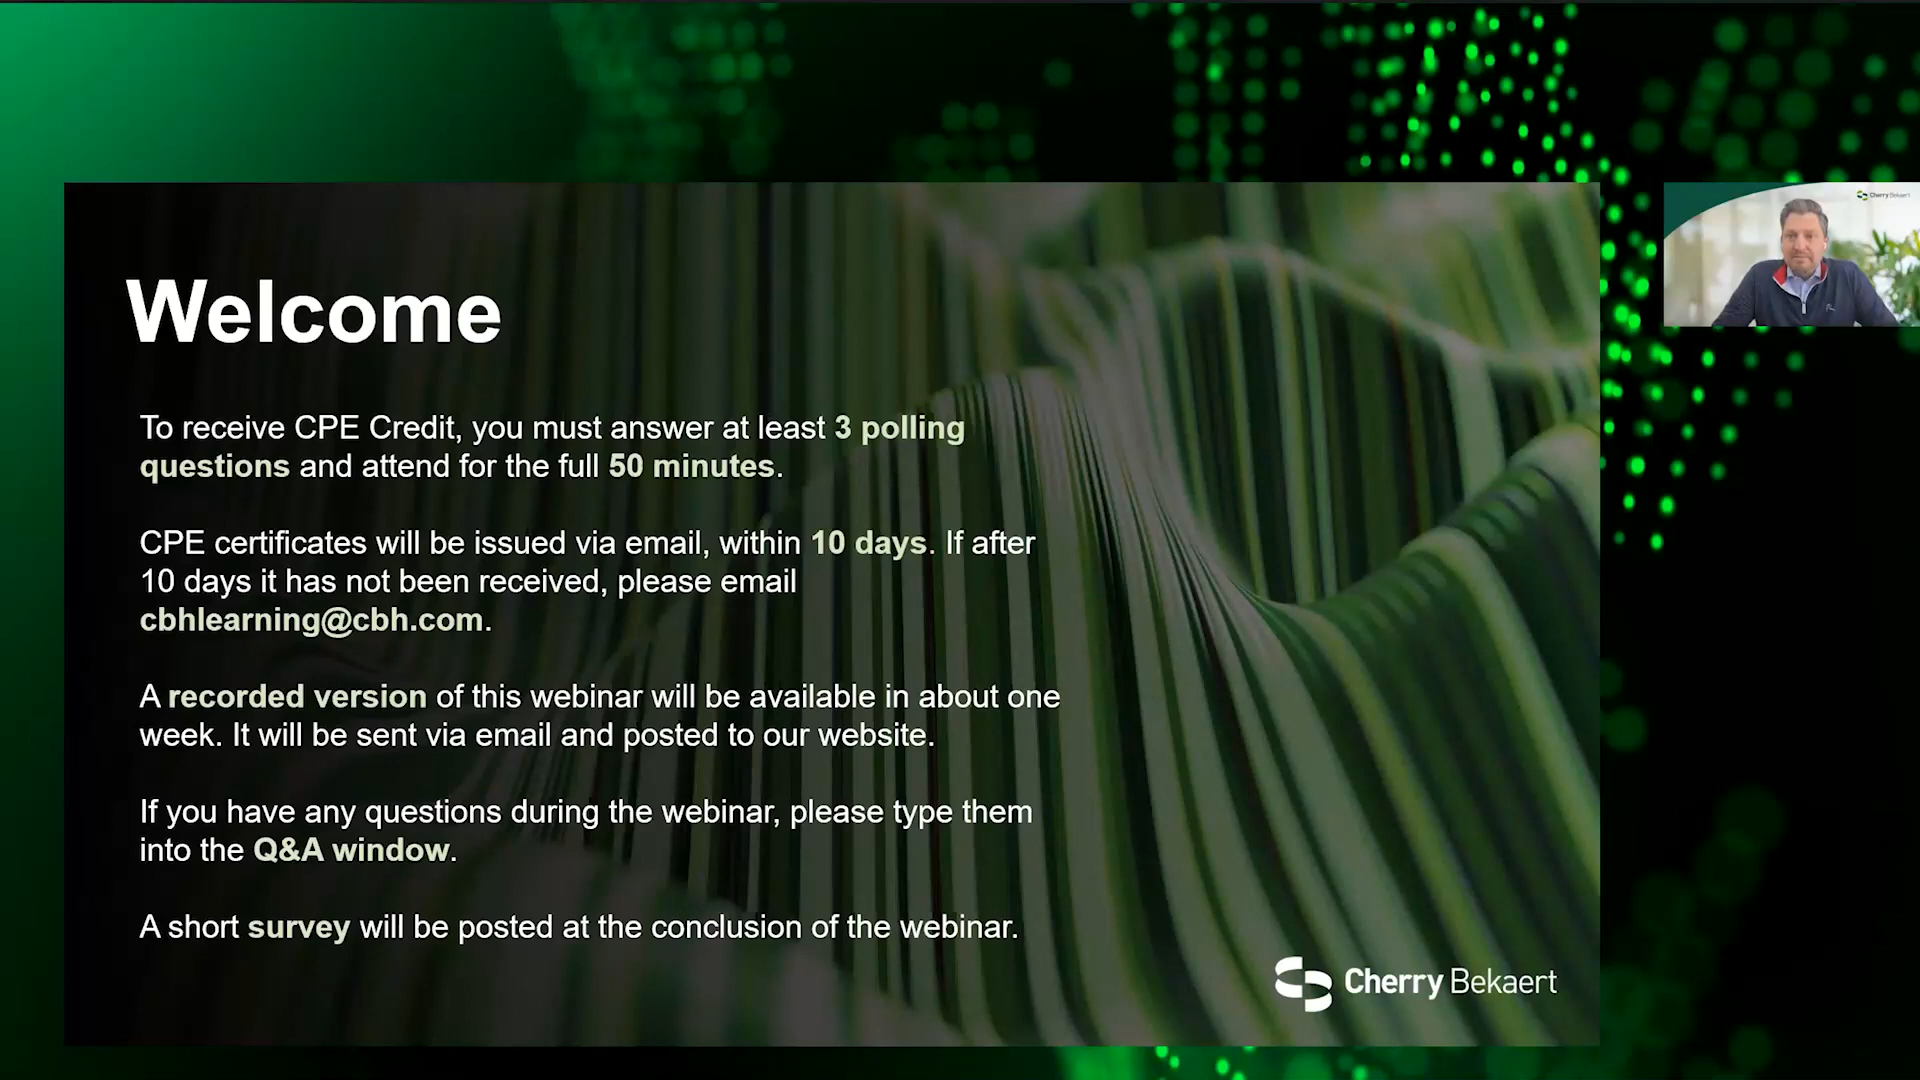 Cherry Bekaert
Welcome
To receive CPE Credit, you must answer at least 3 polling
questions and attend for the full 50 minutes.
CPE certificates will be issued via email, within 10 days. If after
10 days it has not been received, please email
cbhlearning@cbh.com.
A recorded version of this webinar will be available in about one
week. It will be sent via email and posted to our website.
If you have any questions during the webinar, please type them
into the Q&A window.
A short survey will be posted at the conclusion of the webinar.
Cherry Bekaert